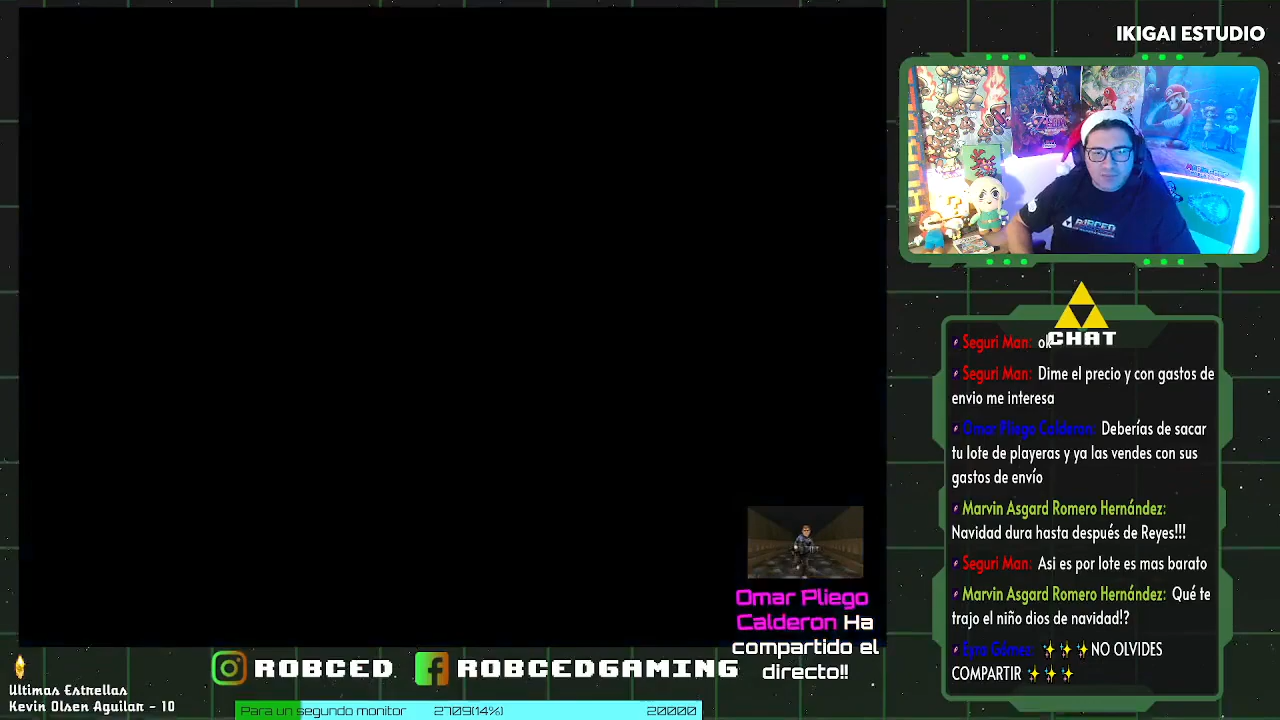 IKIGAI ESTUDIO
CHAT
Seguri Man: ok
Seguri Man: Dime el precio y con gastos de
envio me interesa
Omar Pliego Calderon: Deberías de sacar
tu lote de playeras y ya las vendes con sus
gastos de envío
Marvin Asgard Romero Hernández:
Navidad dura hasta después de Reyes!!!
Seguri Man: Asi es por lote es mas barato
Marvin Asgard Romero Hernández: Qué te
trajo el niño dios de navidad!?
Esra Gómez: ✨✨✨NO OLVIDES
COMPARTIR ✨✨✨
Omar Pliego
Calderon Ha
compartido el
directo!!
ROBCED ROBCEDGAMING
Ultimas Estrellas
Kevin Olsen Aguilar - 10
Para un segundo monitor 2709(14%) 20000